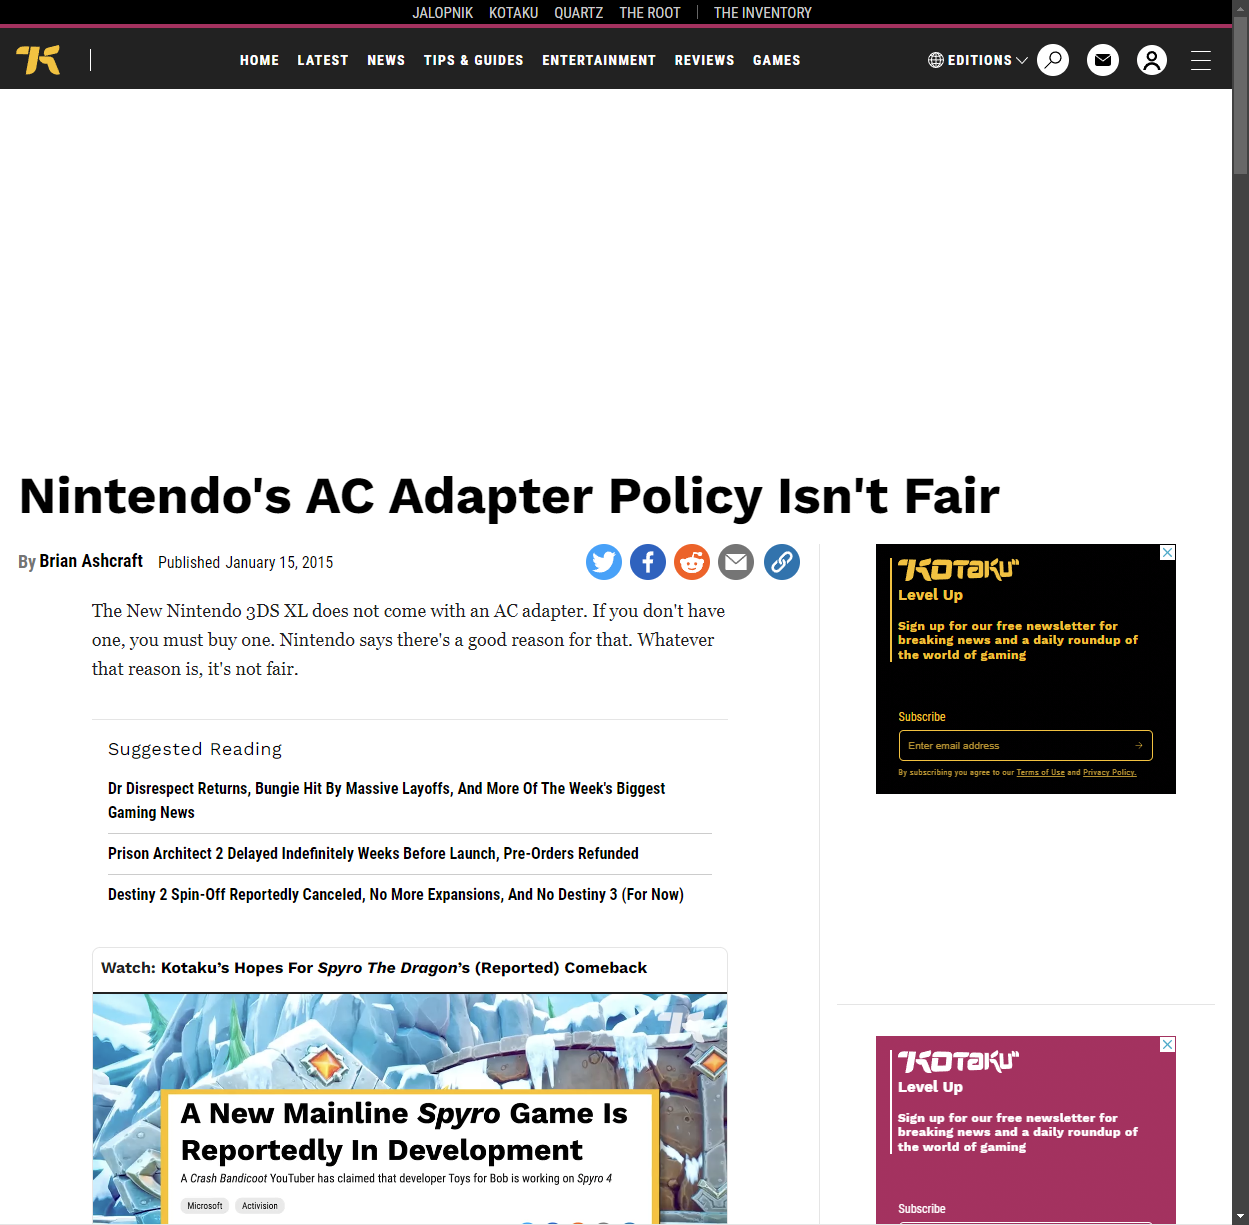 JALOPNIK KOTAKU QUARTZ THE ROOT THE INVENTORY
HOME LATEST NEWS TIPS & GUIDES ENTERTAINMENT REVIEWS GAMES EDITIONS
Nintendo's AC Adapter Policy Isn't Fair
By Brian Ashcraft Published January 15, 2015
The New Nintendo 3DS XL does not come with an AC adapter. If you don't have
one, you must buy one. Nintendo says there's a good reason for that. Whatever
that reason is, it's not fair.
Suggested Reading
Dr Disrespect Returns, Bungie Hit By Massive Layoffs, And More Of The Week's Biggest
Gaming News
Prison Architect 2 Delayed Indefinitely Weeks Before Launch, Pre-Orders Refunded
Destiny 2 Spin-Off Reportedly Canceled, No More Expansions, And No Destiny 3 (For Now)
Watch: Kotaku's Hopes For Spyro The Dragon's (Reported) Comeback
A New Mainline Spyro Game Is
Reportedly In Development
A Crash Bandicoot YouTuber has claimed that developer Toys for Bob is working on Spyro 4
Microsoft Activision
KOTAKU
Level Up
Sign up for our free newsletter for
breaking news and a daily roundup of
the world of gaming
Subscribe
Enter email address
By subscribing you agree to our Terms of Use and Privacy Policy.
KOTAKU
Level Up
Sign up for our free newsletter for
breaking news and a daily roundup of
the world of gaming
Subscribe